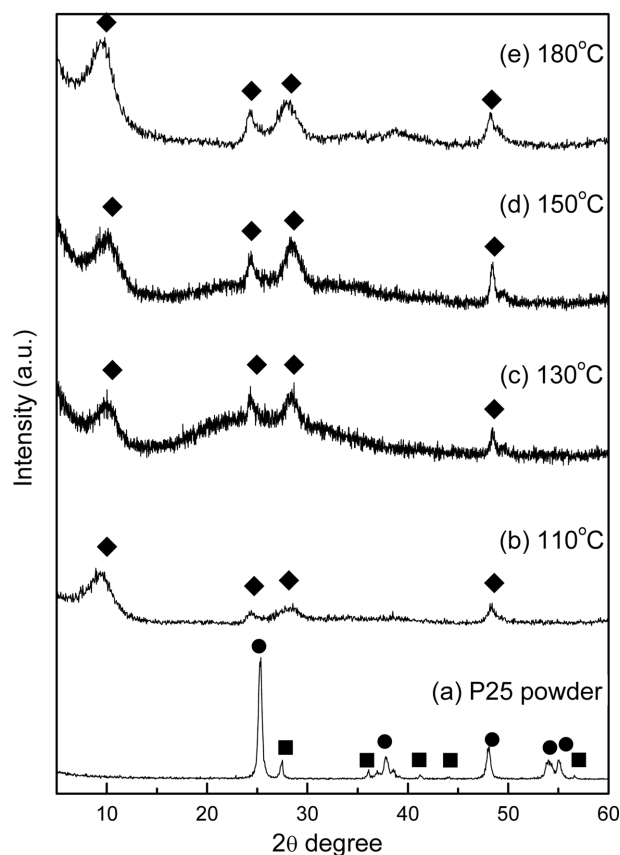 (e) 180°C
(d) 150°C
(c) 130°C
(b) 110°C
(a) P25 powder
Intensity (a.u.)
10 20 30 40 50 60
2θ degree